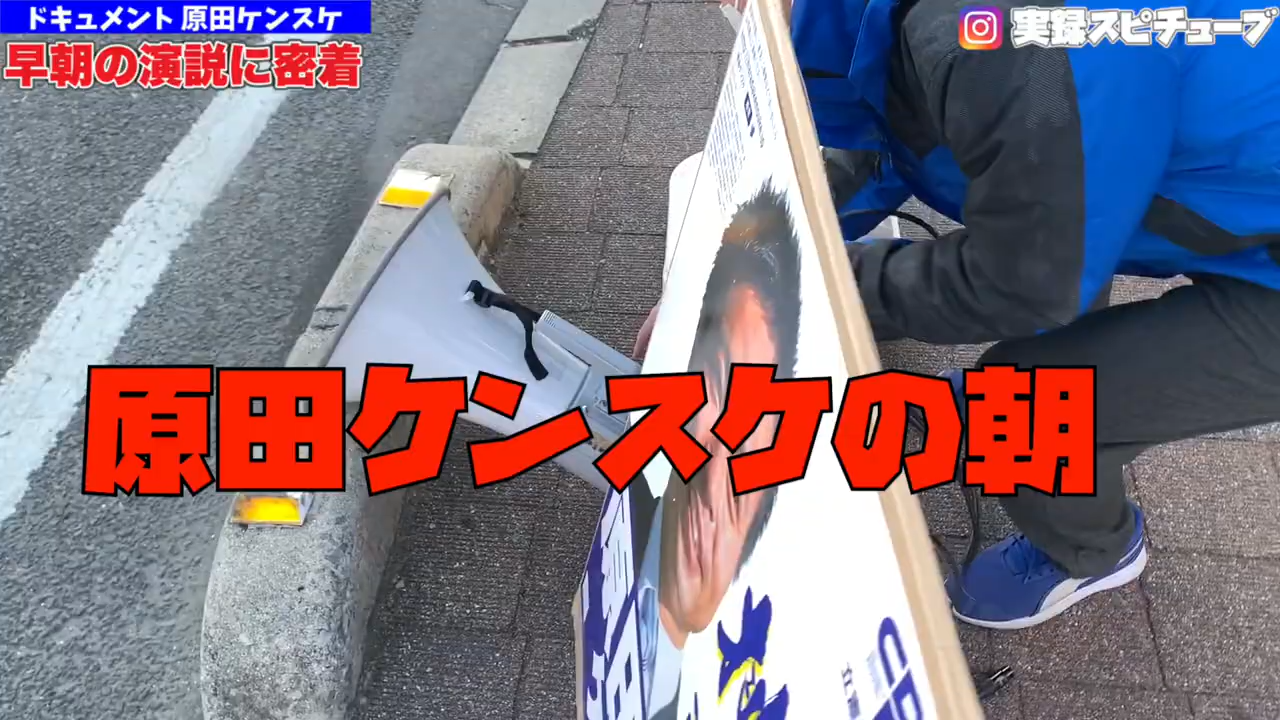 ドキュメント 原田ケンスケ
早朝の演説に密着
実録スピチューブ
原田ケンスケの朝